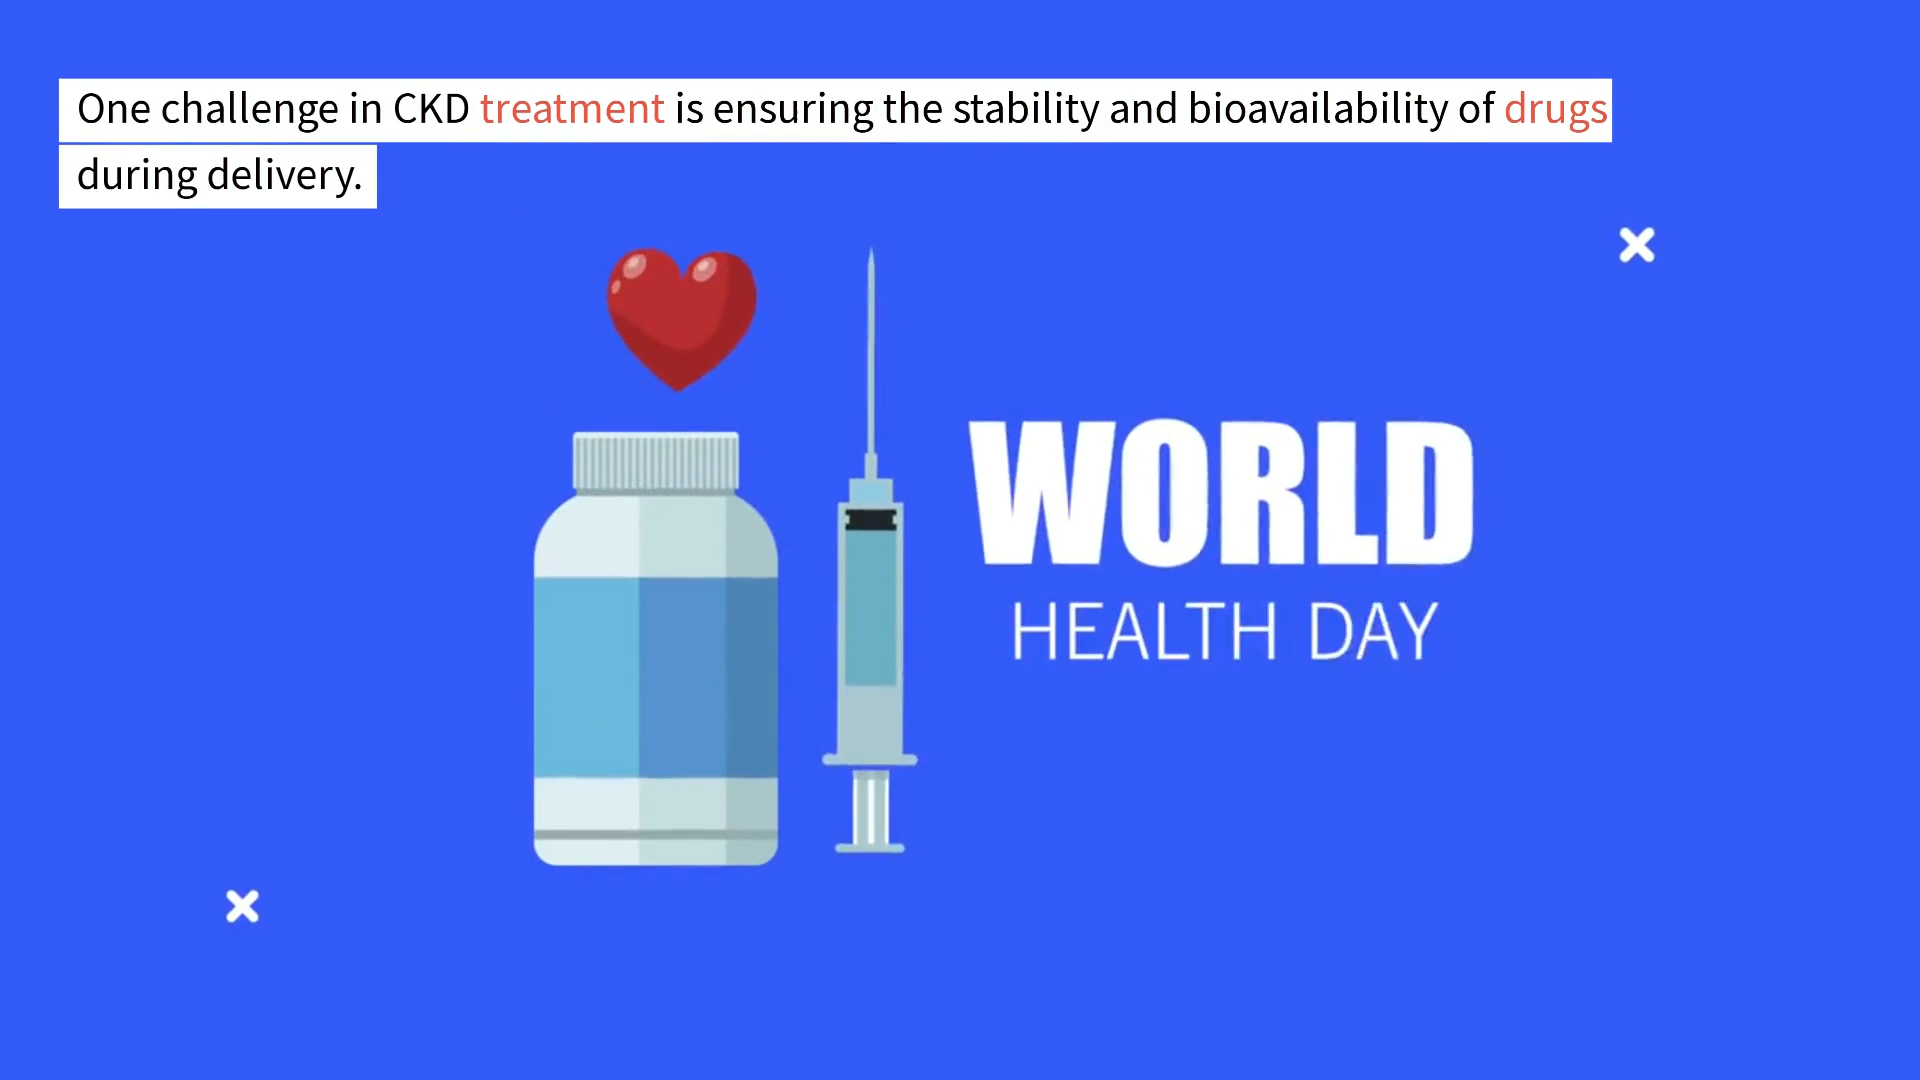 One challenge in CKD treatment is ensuring the stability and bioavailability of drugs
during delivery.
WORLD
HEALTH DAY